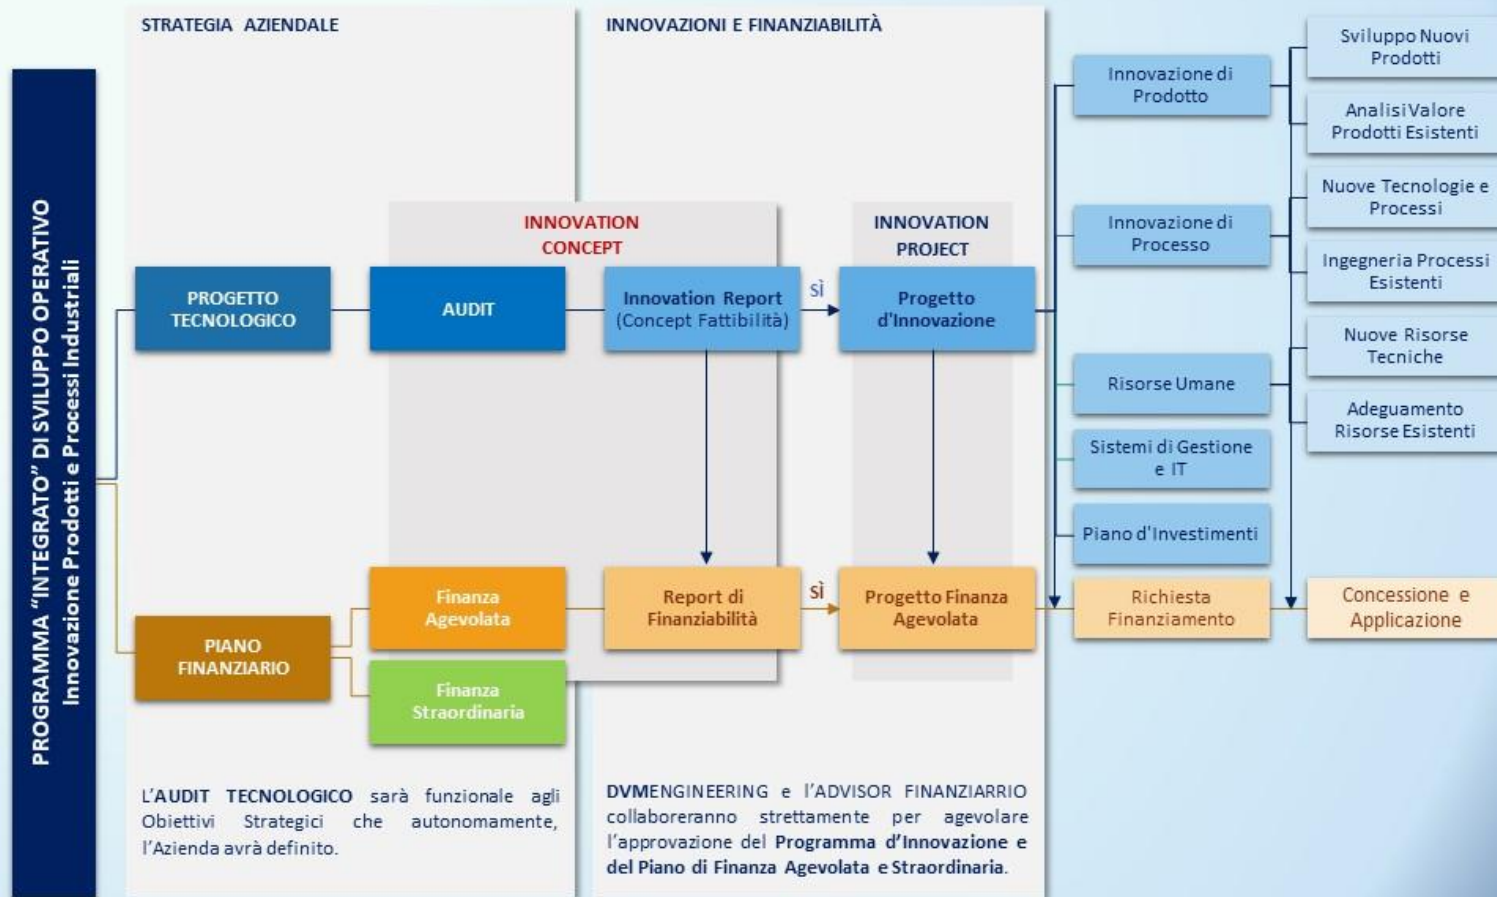 PROGRAMMA “INTEGRATO” DI SVILUPPO OPERATIVO
Innovazione Prodotti e Processi Industriali
STRATEGIA AZIENDALE
INNOVAZIONI E FINANZIABILITÀ
INNOVATION
CONCEPT
INNOVATION
PROJECT
PROGETTO
TECNOLOGICO
AUDIT
Innovation Report
(Concept Fattibilità)
SÌ
Progetto
d'Innovazione
PIANO
FINANZIARIO
Finanza
Agevolata
Finanza
Straordinaria
Report di
Finanziabilità
SÌ
Progetto Finanza
Agevolata
Innovazione di
Prodotto
Innovazione di
Processo
Risorse Umane
Sistemi di Gestione
e IT
Piano d'Investimenti
Richiesta
Finanziamento
Sviluppo Nuovi
Prodotti
Analisi Valore
Prodotti Esistenti
Nuove Tecnologie e
Processi
Ingegneria Processi
Esistenti
Nuove Risorse
Tecniche
Adeguamento
Risorse Esistenti
Concessione e
Applicazione
L’AUDIT TECNOLOGICO sarà funzionale agli
Obiettivi Strategici che autonomamente,
l’Azienda avrà definito.
DVMENGINEERING e l’ADVISOR FINANZIARRIO
collaboreranno strettamente per agevolare
l’approvazione del Programma d’Innovazione e
del Piano di Finanza Agevolata e Straordinaria.